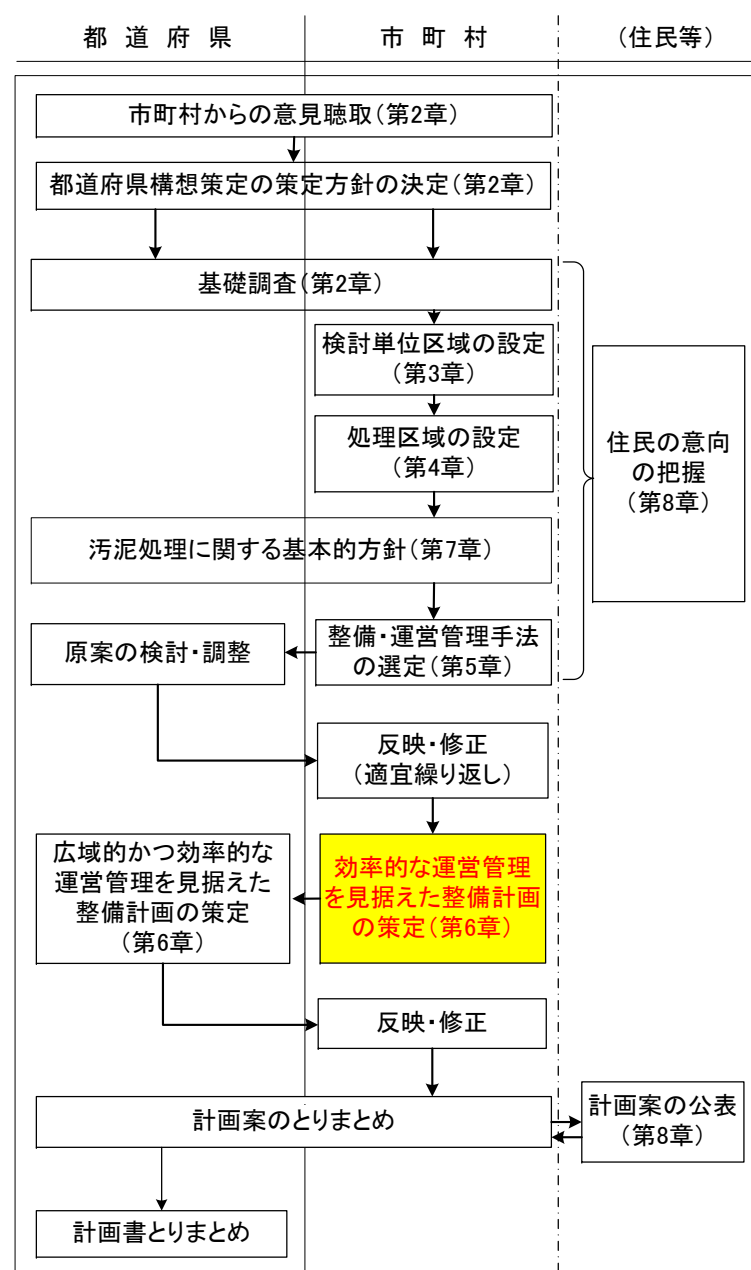 都 道 府 県
市 町 村
(住民等)
市町村からの意見聴取(第2章)
都道府県構想策定の策定方針の決定(第2章)
基礎調査(第2章)
検討単位区域の設定
(第3章)
処理区域の設定
(第4章)
住民の意向
の把握
(第8章)
汚泥処理に関する基本的方針(第7章)
原案の検討・調整
整備・運営管理手法
の選定(第5章)
反映・修正
(適宜繰り返し)
広域的かつ効率的な
運営管理を見据えた
整備計画の策定
(第6章)
効率的な運営管理
を見据えた整備計画
の策定(第6章)
反映・修正
計画案のとりまとめ
計画案の公表
(第8章)
計画書とりまとめ